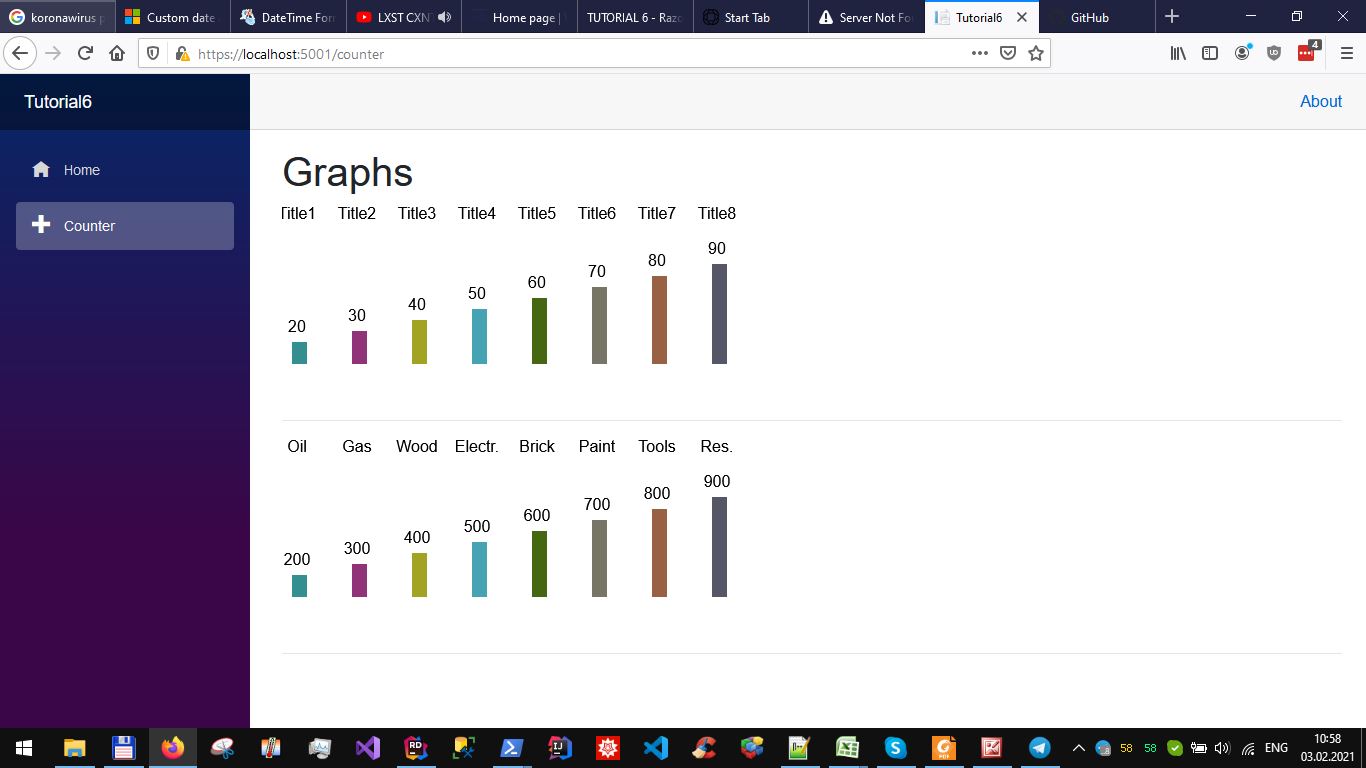 koronawirus p
Custom date
DateTime For
LXST CXN
Home page |
TUTORIAL 6 - Razo
Start Tab
Server Not Fo
Tutorial6
GitHub
https://localhost:5001/counter
4
Tutorial6
About
Home
Counter
Graphs
Title1 Title2 Title3 Title4 Title5 Title6 Title7 Title8
20 30 40 50 60 70 80 90
Oil Gas Wood Electr. Brick Paint Tools Res.
200 300 400 500 600 700 800 900
58 58 ENG
10:58
03.02.2021